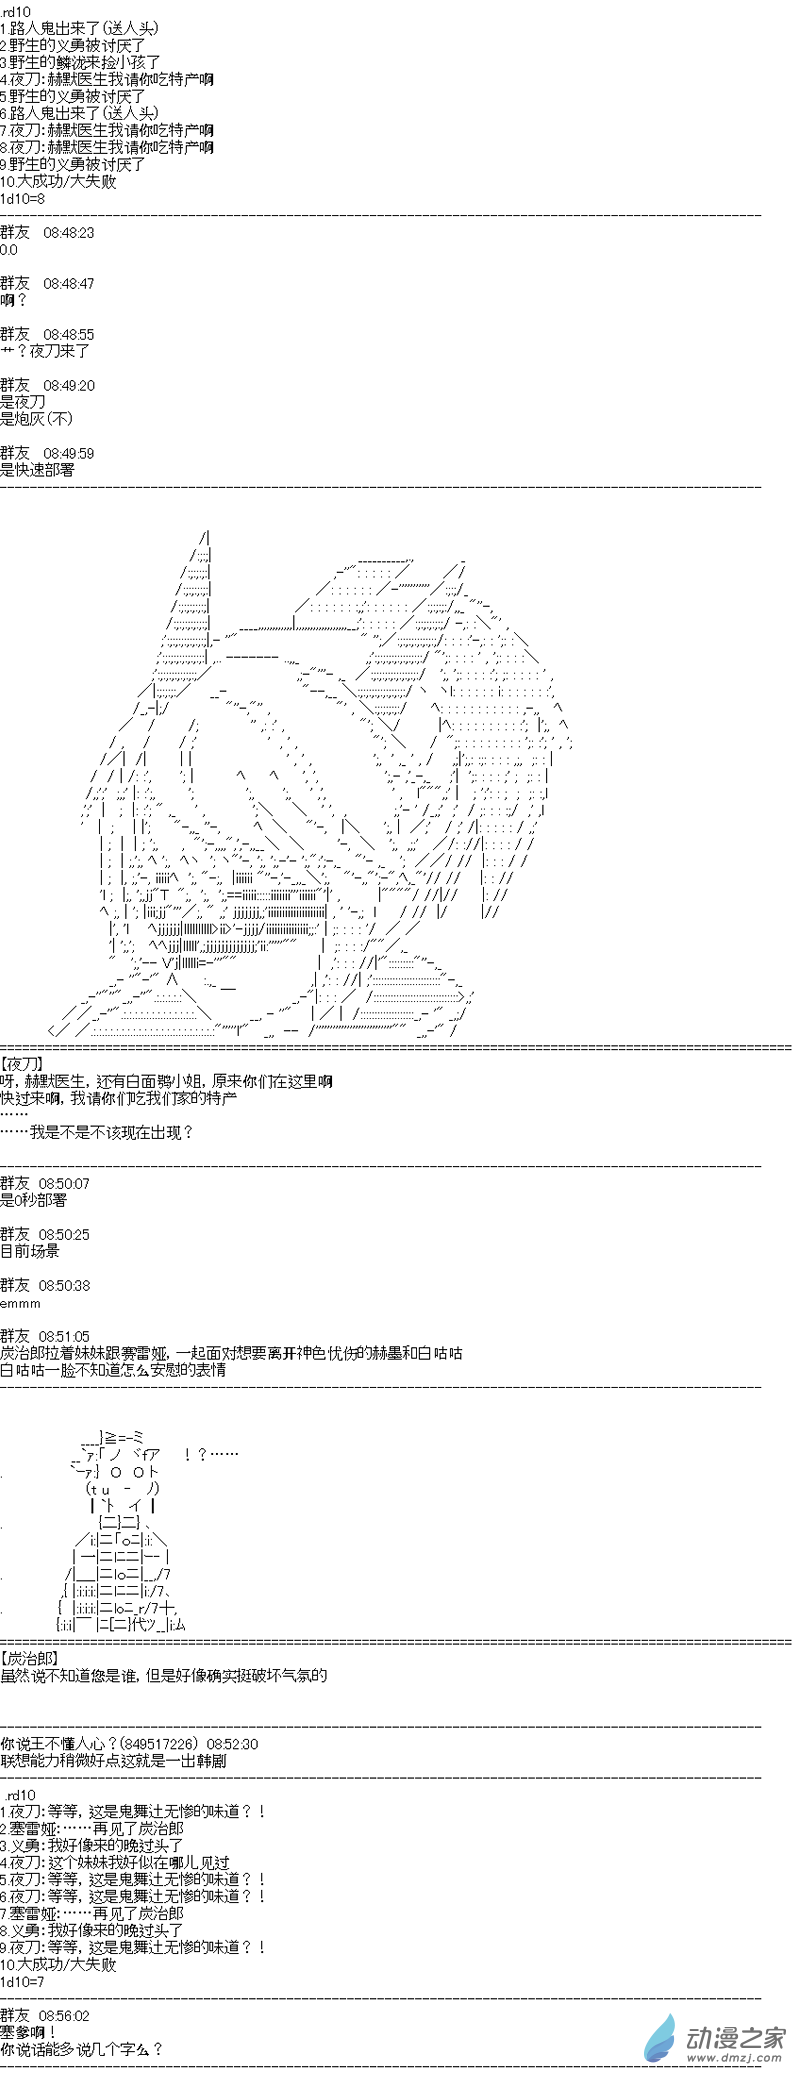 .rd10
1.路人鬼出来了(送人头)
2.野生的义勇被讨厌了
3.野生的鳞泷来捡小孩了
4.夜刀:赫默医生我请你吃特产啊
5.野生的义勇被讨厌了
6.路人鬼出来了(送人头)
7.夜刀:赫默医生我请你吃特产啊
8.夜刀:赫默医生我请你吃特产啊
9.野生的义勇被讨厌了
10.大成功/大失败
1d10=8
群友 08:48:23
0.0
群友 08:48:47
啊？
群友 08:48:55
艹？夜刀来了
群友 08:49:20
是夜刀
是炮灰(不)
群友 08:49:59
是快速部署
【夜刀】
呀，赫默医生，还有白面鸮小姐，原来你们在这里啊
快过来啊，我请你们吃我们家的特产
……
……我是不是不该现在出现？
群友 08:50:07
是0秒部署
群友 08:50:25
目前场景
群友 08:50:38
emmm
群友 08:51:05
炭治郎拉着妹妹跟赛雷娅，一起面对想要离开神色忧伤的赫墨和白咕咕
白咕咕一脸不知道怎么安慰的表情
！？……
【炭治郎】
虽然说不知道您是谁，但是好像确实挺破坏气氛的
你说王不懂人心？(849517226) 08:52:30
联想能力稍微好点这就是一出韩剧
.rd10
1.夜刀：等等，这是鬼舞辻无惨的味道？！
2.塞雷娅：……再见了炭治郎
3.义勇：我好像来的晚过头了
4.夜刀：这个妹妹我好似在哪儿见过
5.夜刀：等等，这是鬼舞辻无惨的味道？！
6.夜刀：等等，这是鬼舞辻无惨的味道？！
7.塞雷娅：……再见了炭治郎
8.义勇：我好像来的晚过头了
9.夜刀：等等，这是鬼舞辻无惨的味道？！
10.大成功/大失败
1d10=7
群友 08:56:02
塞爹啊！
你说话能多说几个字么？
动漫之家
www.dmzj.com